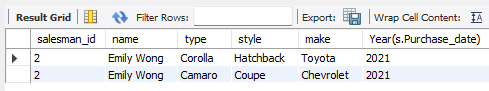 Result Grid Filter Rows: Export: Wrap Cell Content: IA
salesman_id name type style make Year(s.Purchase_date)
2 Emily Wong Corolla Hatchback Toyota 2021
2 Emily Wong Camaro Coupe Chevrolet 2021